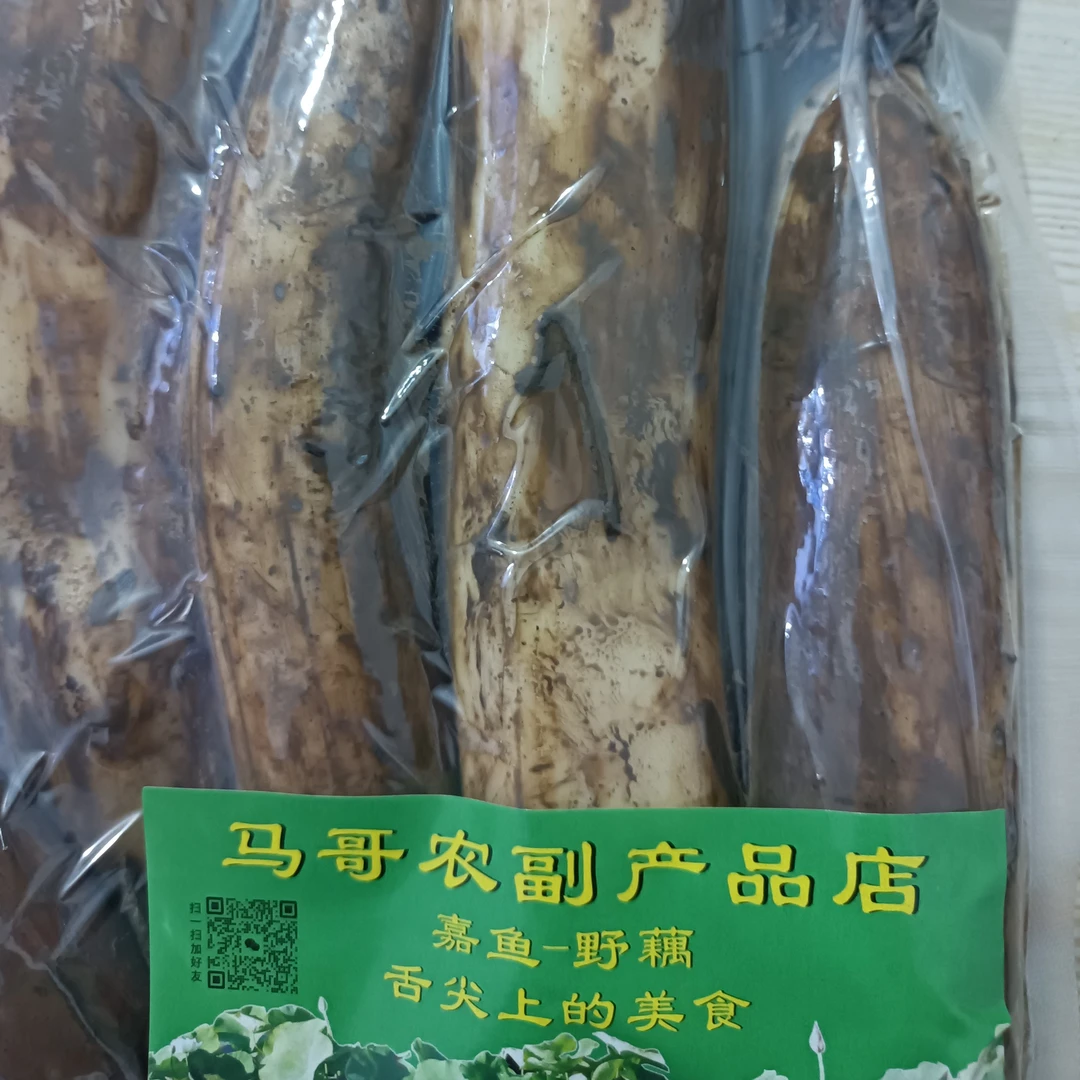 马哥农副产品店
扫一扫加好友
嘉鱼-野藕
舌尖上的美食